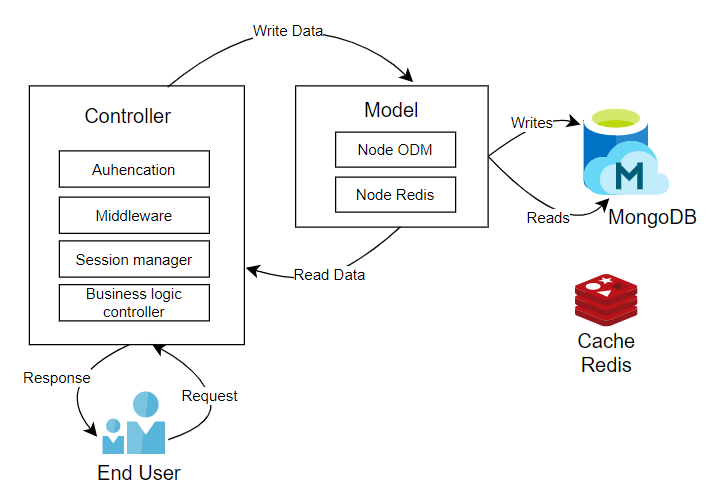 Write Data
Controller
Auhencation
Middleware
Session manager
Business logic
controller
Model
Node ODM
Node Redis
Writes
Reads
M
MongoDB
Read Data
Cache
Redis
Response
Request
End User